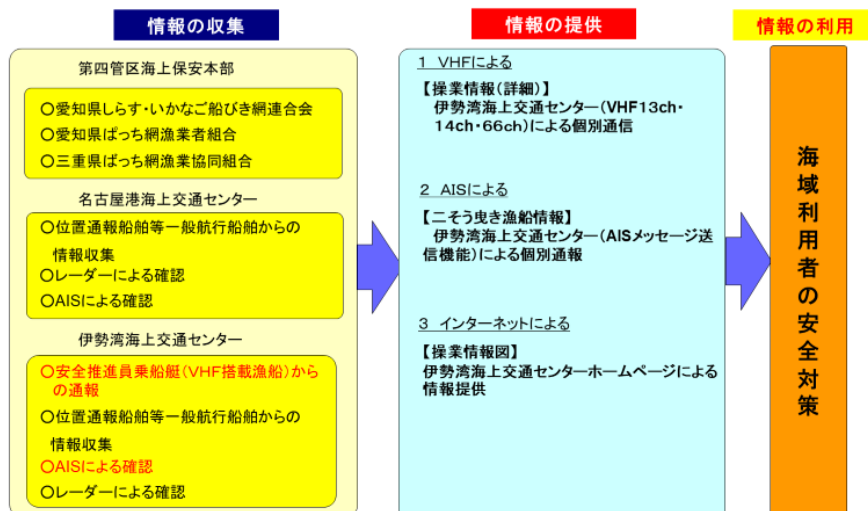 情報の収集
第四管区海上保安本部
○愛知県しらす・いかなご船びき網連合会
○愛知県ばっち網漁業者組合
○三重県ばっち網漁業協同組合
名古屋港海上交通センター
○位置通報船舶等一般航行船舶からの
情報収集
○レーダーによる確認
○AISによる確認
伊勢湾海上交通センター
○安全推進員乗船艇(VHF搭載漁船)から
の通報
○位置通報船舶等一般航行船舶からの
情報収集
○AISによる確認
○レーダーによる確認
情報の提供
1 VHFによる
【操業情報(詳細)】
伊勢湾海上交通センター(VHF13ch・
14ch・66ch)による個別通信
2 AISによる
【二そう曳き漁船情報】
伊勢湾海上交通センター(AISメッセージ送
信機能)による個別通報
3 インターネットによる
【操業情報図】
伊勢湾海上交通センターホームページによる
情報提供
情報の利用
海域利用者の安全対策